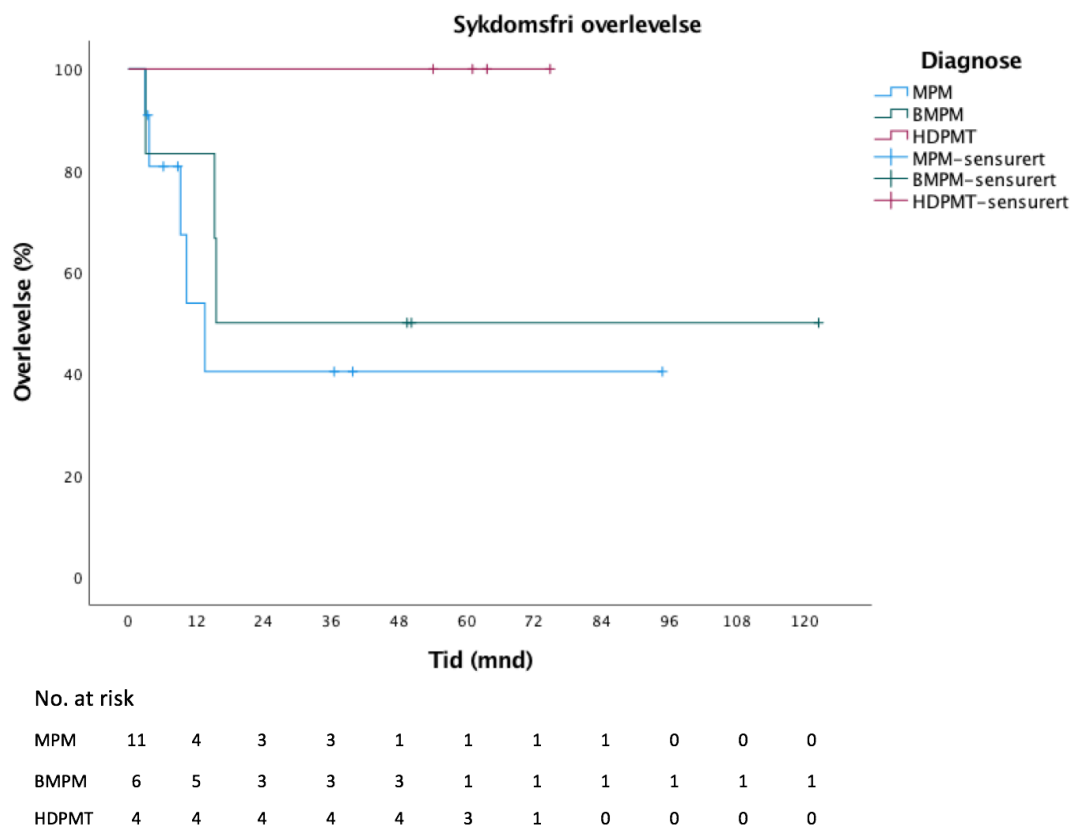 Sykdomsfri overlevelse
Diagnose
MPM
BMPM
HDPMT
MPM-sensurert
BMPM-sensurert
HDPMT-sensurert
Overlevelse (%)
100
80
60
40
20
0
0 12 24 36 48 60 72 84 96 108 120
Tid (mnd)
No. at risk
MPM 11 4 3 3 1 1 1 1 0 0 0
BMPM 6 5 3 3 3 1 1 1 1 1 1
HDPMT 4 4 4 4 4 3 1 0 0 0 0